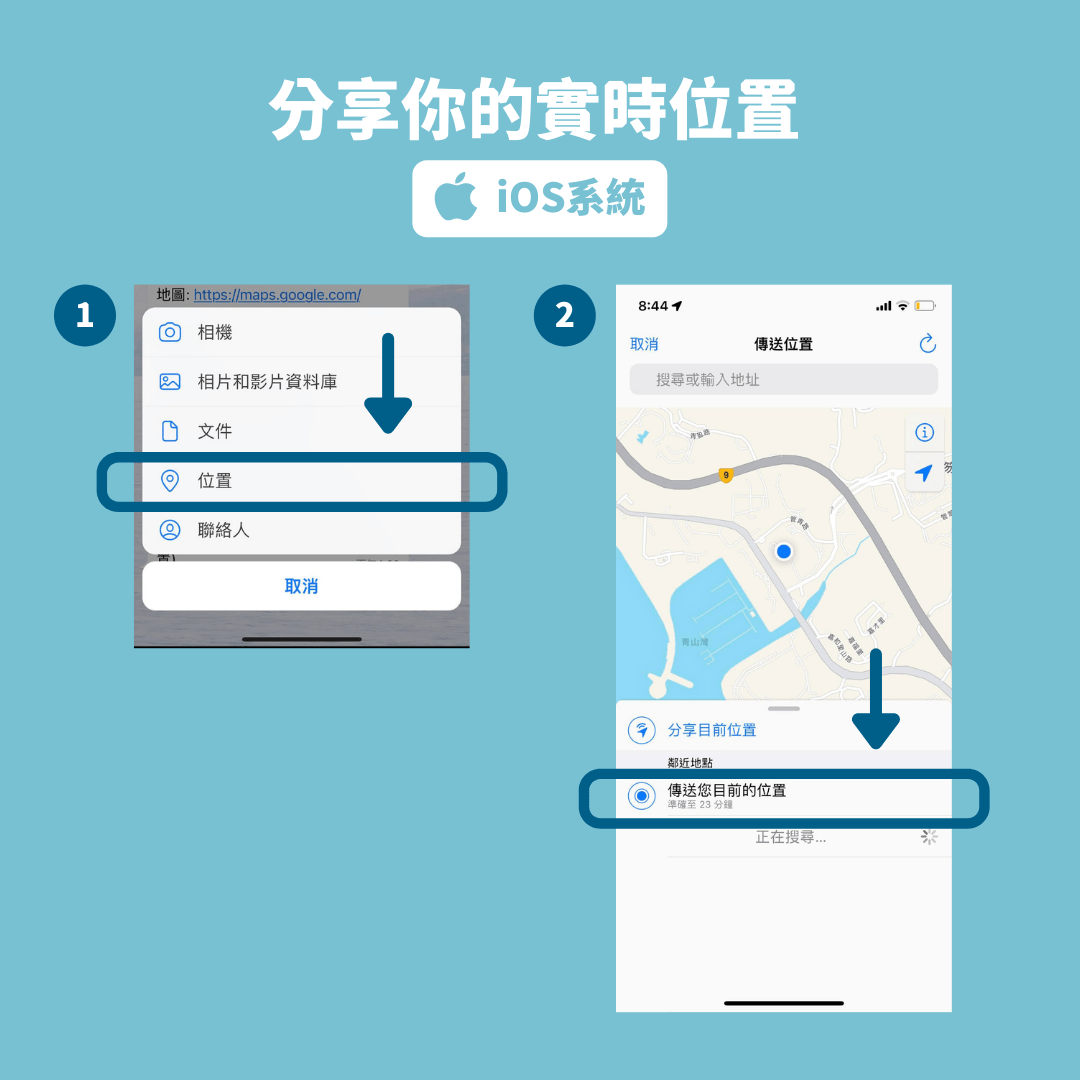 分享你的實時位置
iOS系統
1
地圖: https://maps.google.com/
相機
相片和影片資料庫
文件
位置
聯絡人
取消
2
8:44
取消
傳送位置
搜尋或輸入地址
9
青山灣
分享目前位置
鄰近地點
傳送您目前的位置
準確至 23 分鐘
正在搜尋...